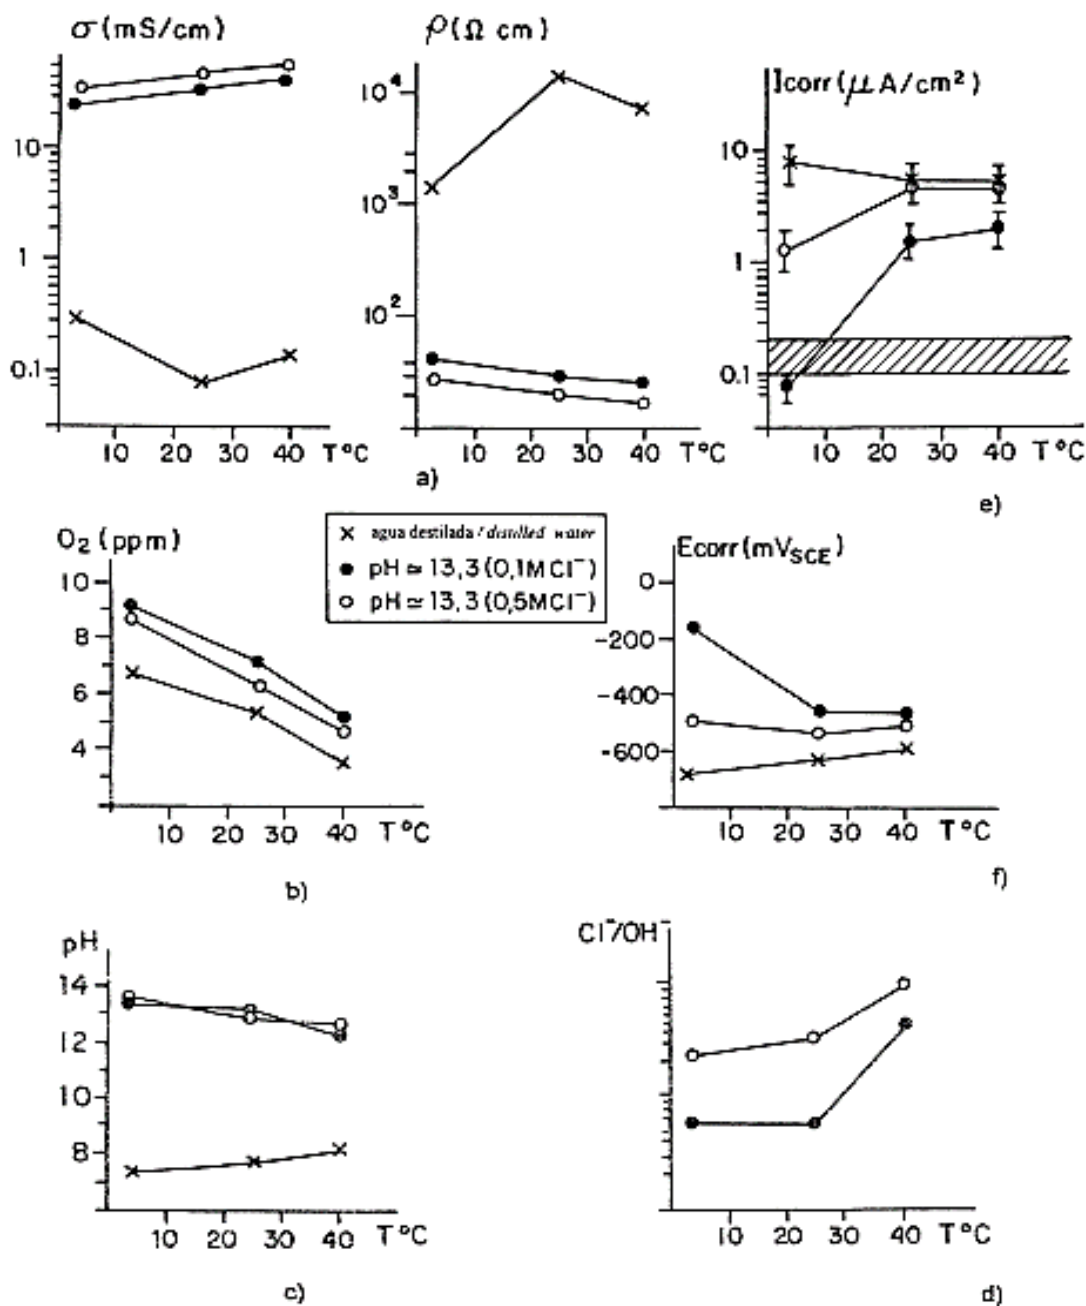 σ(mS/cm)
10
1
0.1
10 20 30 40 T°C
ρ(Ω cm)
10⁴
10³
10²
10 20 30 40 T°C
a)
Icorr(μA/cm²)
10
1
0.1
10 20 30 40 T°C
e)
O₂(ppm)
10
8
6
4
10 20 30 40 T°C
b)
× agua destilada / distilled water
● pH ≃ 13,3(0,1MCl⁻)
○ pH ≃ 13,3(0,5MCl⁻)
Ecorr(mVSCE)
0
-200
-400
-600
10 20 30 40 T°C
f)
pH
14
12
10
8
10 20 30 40 T°C
c)
Cl⁻/OH⁻
10 20 30 40 T°C
d)